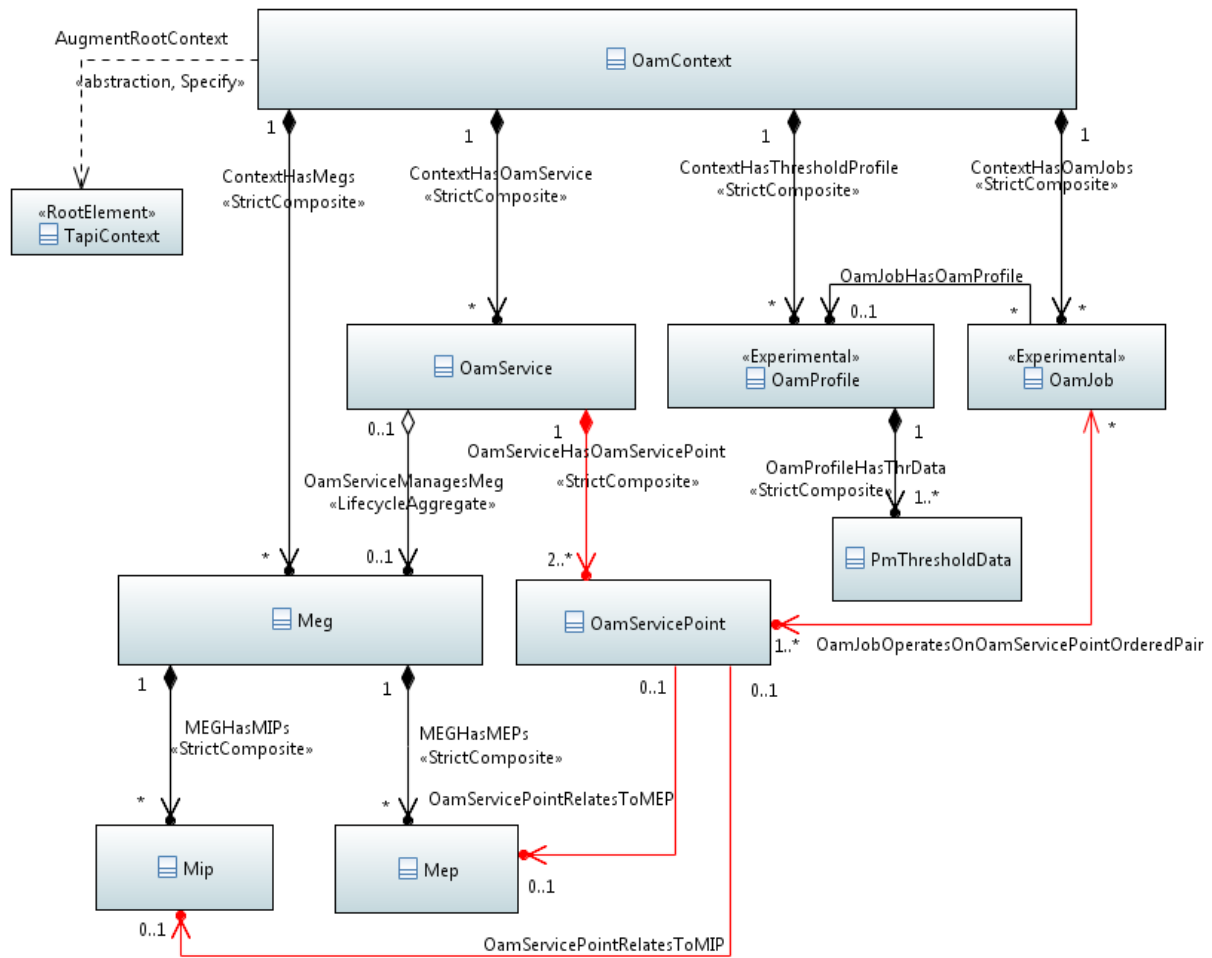 OamContext
AugmentRootContext
«abstraction, Specify»
1
1
1
1
ContextHasMegs
«StrictComposite»
ContextHasOamService
«StrictComposite»
ContextHasThresholdProfile
«StrictComposite»
ContextHasOamJobs
«StrictComposite»
«RootElement»
TapiContext
OamJobHasOamProfile
*
*
0..1
*
*
OamService
«Experimental»
OamProfile
«Experimental»
OamJob
0..1
1
1
*
OamServiceHasOamServicePoint
«StrictComposite»
OamServiceManagesMeg
«LifecycleAggregate»
OamProfileHasThrData
«StrictComposite»
1..*
*
0..1
2..*
PmThresholdData
Meg
OamServicePoint
1..*
OamJobOperatesOnOamServicePointOrderedPair
1
1
0..1
0..1
MEGHasMIPs
«StrictComposite»
MEGHasMEPs
«StrictComposite»
*
*
OamServicePointRelatesToMEP
Mip
Mep
0..1
0..1
OamServicePointRelatesToMIP